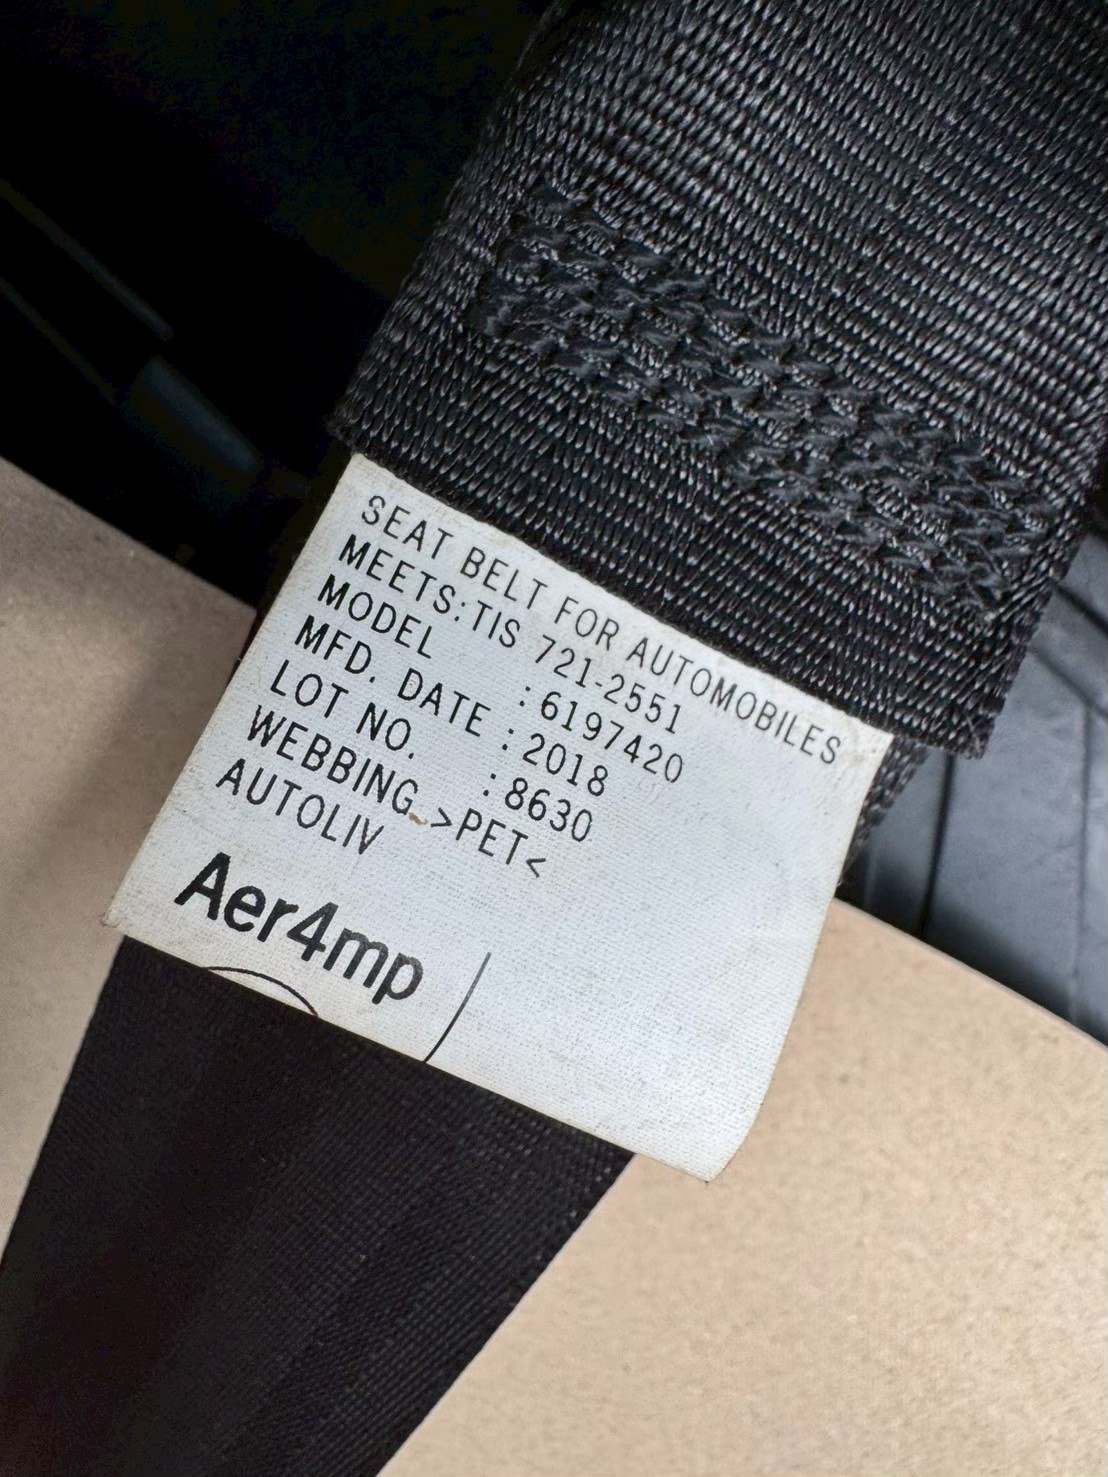 SEAT BELT FOR AUTOMOBILES
MEETS:TIS 721-2551
MODEL : 6197420
MFD. DATE : 2018
LOT NO. : 8630
WEBBING >PET<
AUTOLIV
Aer4mp